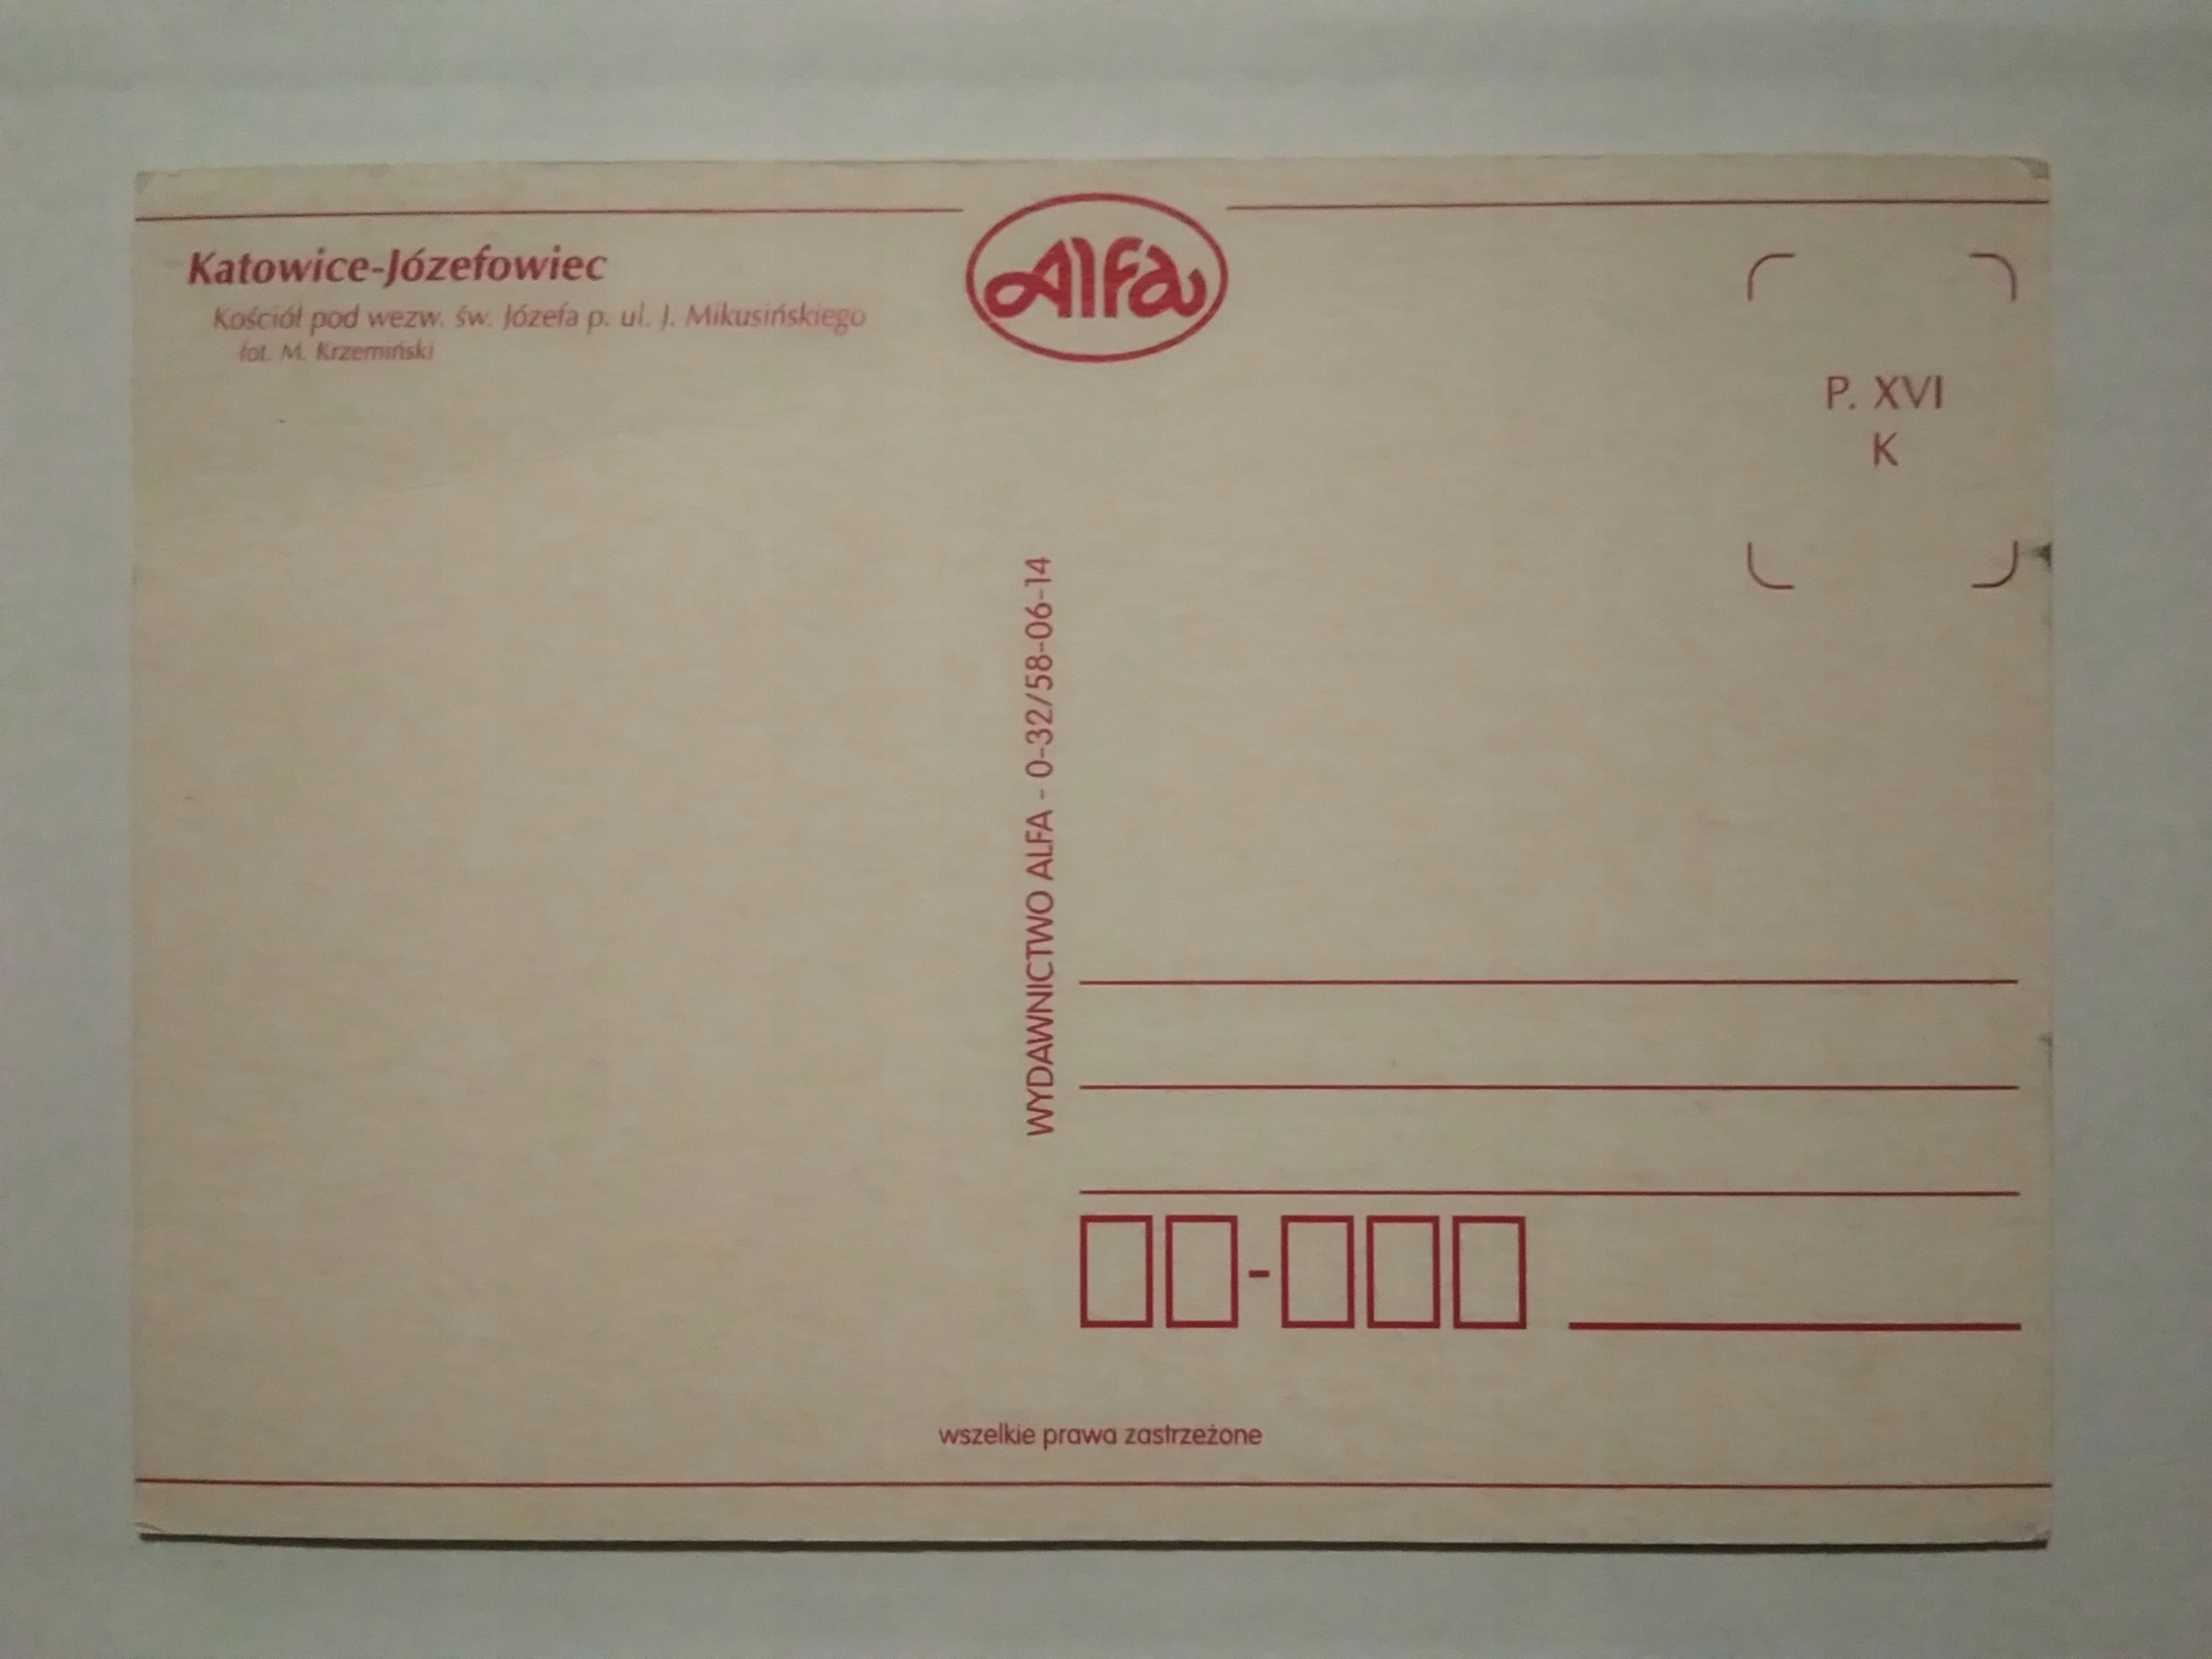 Katowice-Józefowiec
Kościół pod wezw. św. Józefa p. ul. J. Mikusińskiego
fot. M. Krzemiński
Alfa
P. XVI
K
WYDAWNICTWO ALFA - 0-32/58-06-14
-
wszelkie prawa zastrzeżone